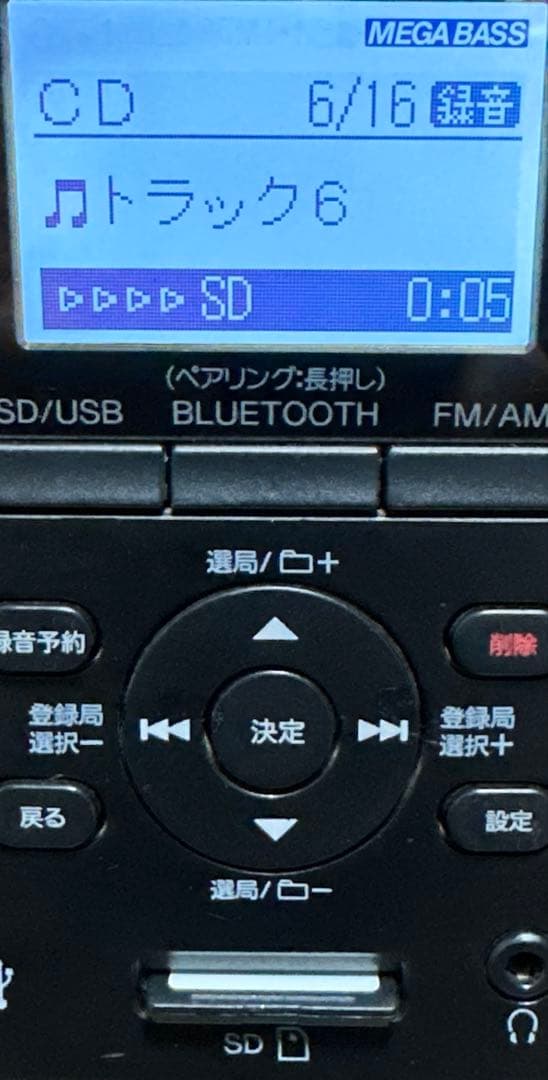 MEGA BASS
CD 6/16 録音
トラック6
SD 0:05
(ペアリング:長押し)
SD/USB BLUETOOTH FM/AM
選局/ +
録音予約 削除
登録局
選択－
決定
登録局
選択＋
戻る 設定
選局/ －
SD